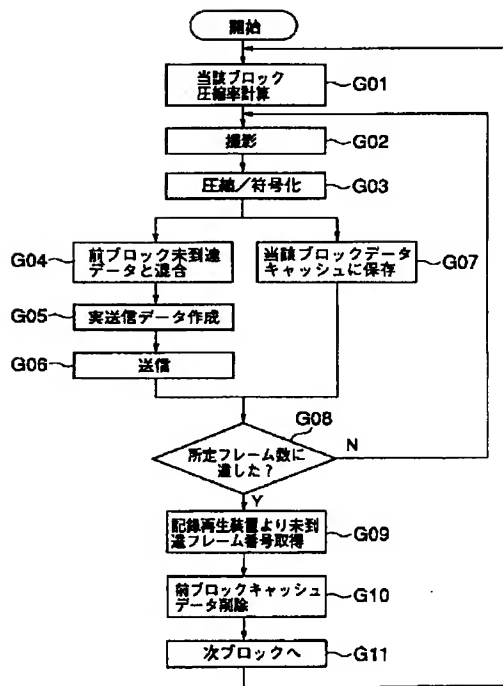 開始
当該ブロック
圧縮率計算
G01
撮影
G02
圧縮/符号化
G03
G04
前ブロック未到達
データと混合
当該ブロックデータ
キャッシュに保存
G07
G05
実送信データ作成
G06
送信
G08
所定フレーム数に
達した?
N
Y
記録再生装置より未到
達フレーム番号取得
G09
前ブロックキャッシュ
データ削除
G10
次ブロックへ
G11